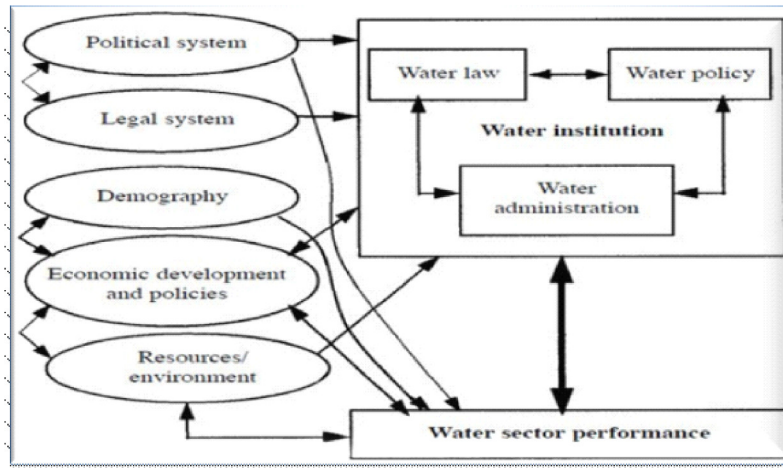 Political system
Legal system
Demography
Economic development
and policies
Resources/
environment
Water law
Water policy
Water institution
Water
administration
Water sector performance